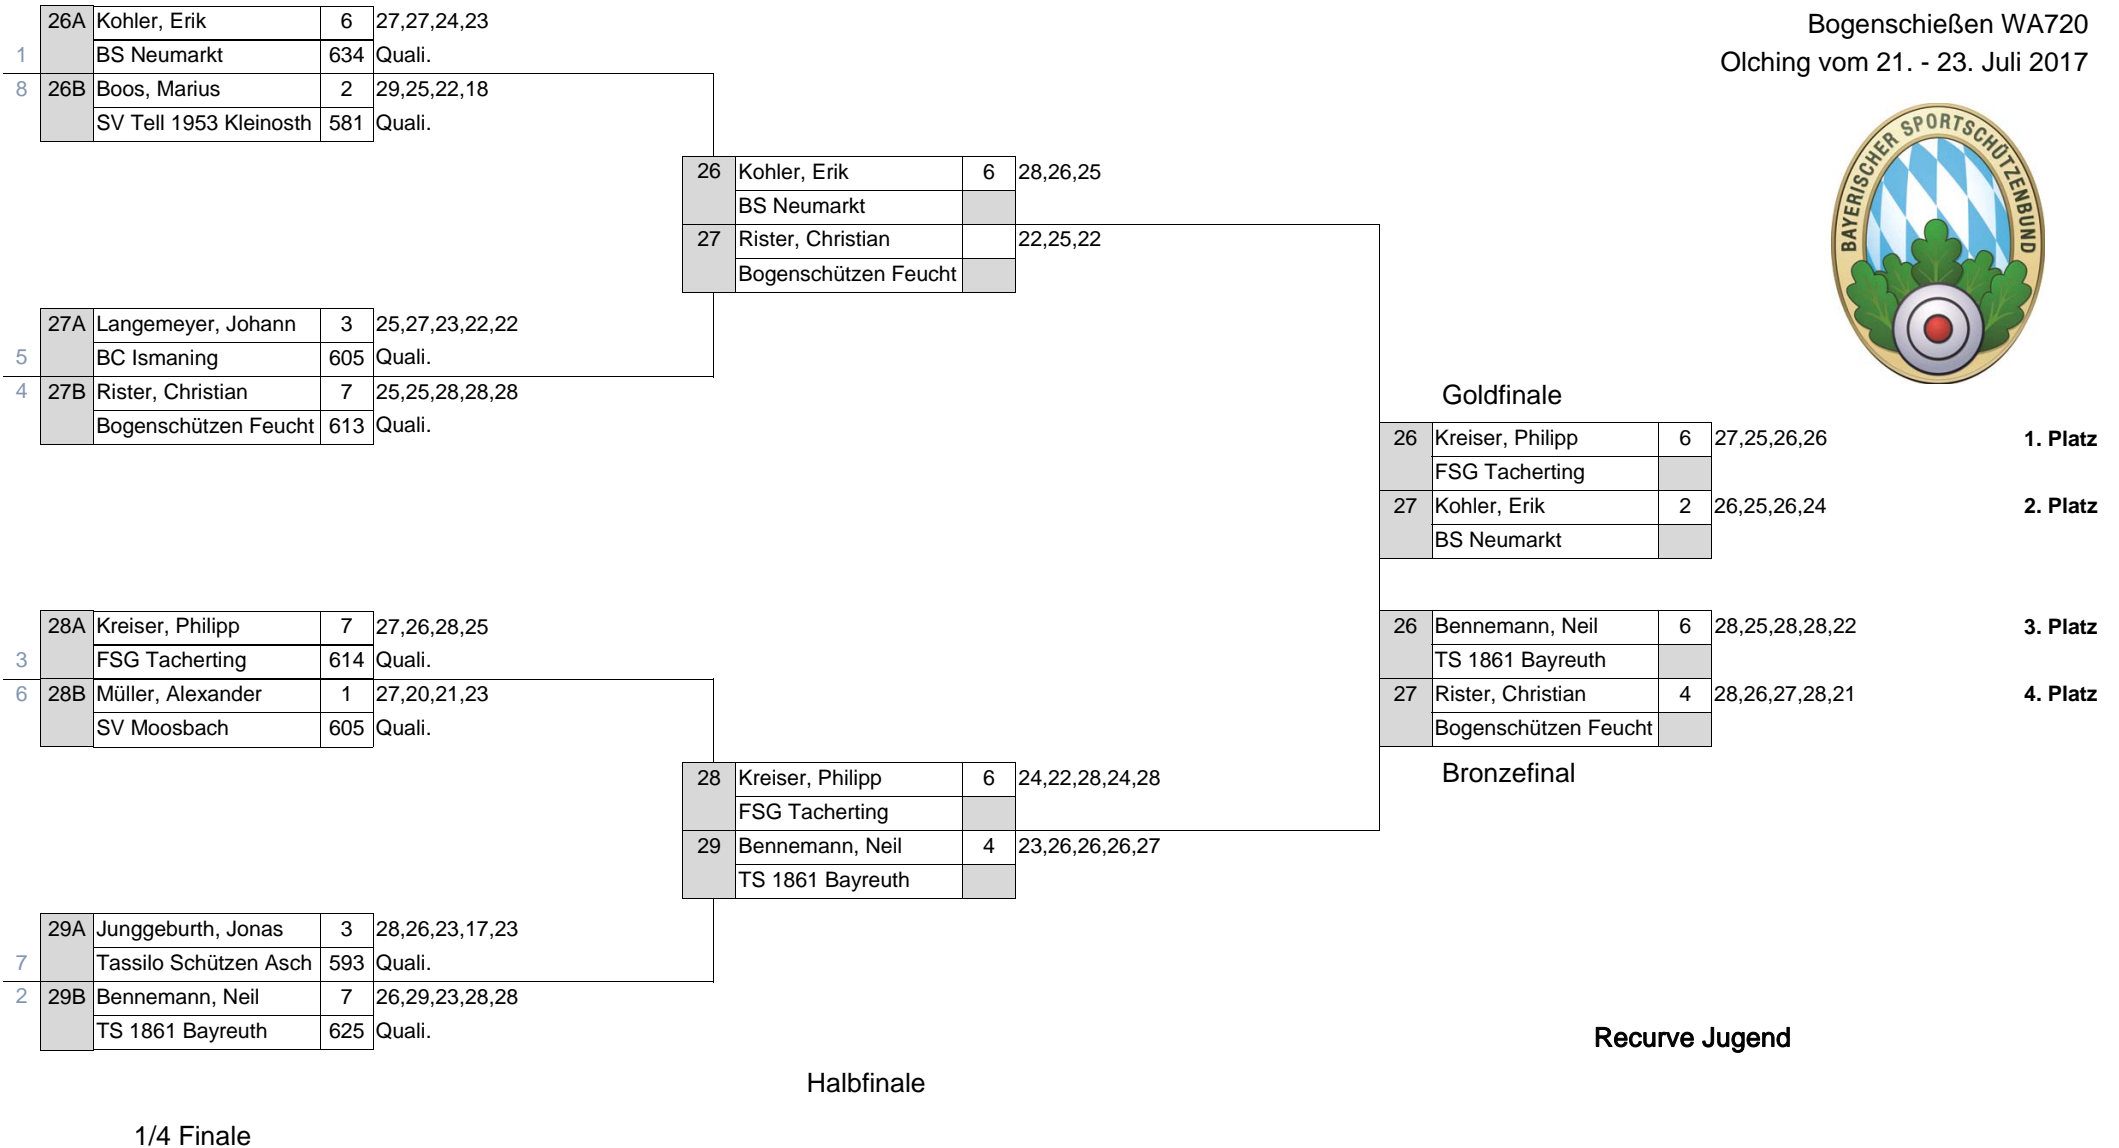 Bogenschießen WA720
Olching vom 21. - 23. Juli 2017
BAYERISCHER SPORTSCHÜTZENBUND
26A Kohler, Erik 6 27,27,24,23
1 BS Neumarkt 634 Quali.
8 26B Boos, Marius 2 29,25,22,18
SV Tell 1953 Kleinosth 581 Quali.
26 Kohler, Erik 6 28,26,25
BS Neumarkt
27 Rister, Christian 22,25,22
Bogenschützen Feucht
27A Langemeyer, Johann 3 25,27,23,22,22
5 BC Ismaning 605 Quali.
4 27B Rister, Christian 7 25,25,28,28,28
Bogenschützen Feucht 613 Quali.
Goldfinale
26 Kreiser, Philipp 6 27,25,26,26 1. Platz
FSG Tacherting
27 Kohler, Erik 2 26,25,26,24 2. Platz
BS Neumarkt
28A Kreiser, Philipp 7 27,26,28,25
3 FSG Tacherting 614 Quali.
6 28B Müller, Alexander 1 27,20,21,23
SV Moosbach 605 Quali.
26 Bennemann, Neil 6 28,25,28,28,22 3. Platz
TS 1861 Bayreuth
27 Rister, Christian 4 28,26,27,28,21 4. Platz
Bogenschützen Feucht
Bronzefinal
28 Kreiser, Philipp 6 24,22,28,24,28
FSG Tacherting
29 Bennemann, Neil 4 23,26,26,26,27
TS 1861 Bayreuth
29A Junggeburth, Jonas 3 28,26,23,17,23
7 Tassilo Schützen Asch 593 Quali.
2 29B Bennemann, Neil 7 26,29,23,28,28
TS 1861 Bayreuth 625 Quali.
Recurve Jugend
Halbfinale
1/4 Finale